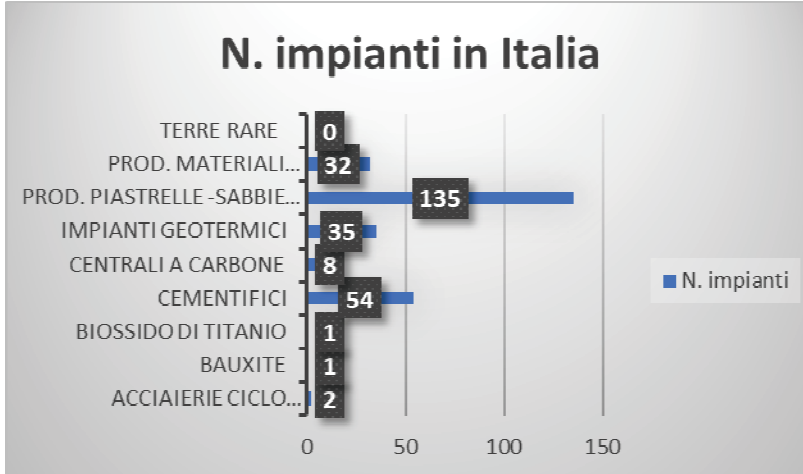 N. impianti in Italia
TERRE RARE 0
PROD. MATERIALI... 32
PROD. PIASTRELLE -SABBIE... 135
IMPIANTI GEOTERMICI 35
CENTRALI A CARBONE 8
CEMENTIFICI 54
BIOSSIDO DI TITANIO 1
BAUXITE 1
ACCIAIERIE CICLO... 2
0 50 100 150
N. impianti